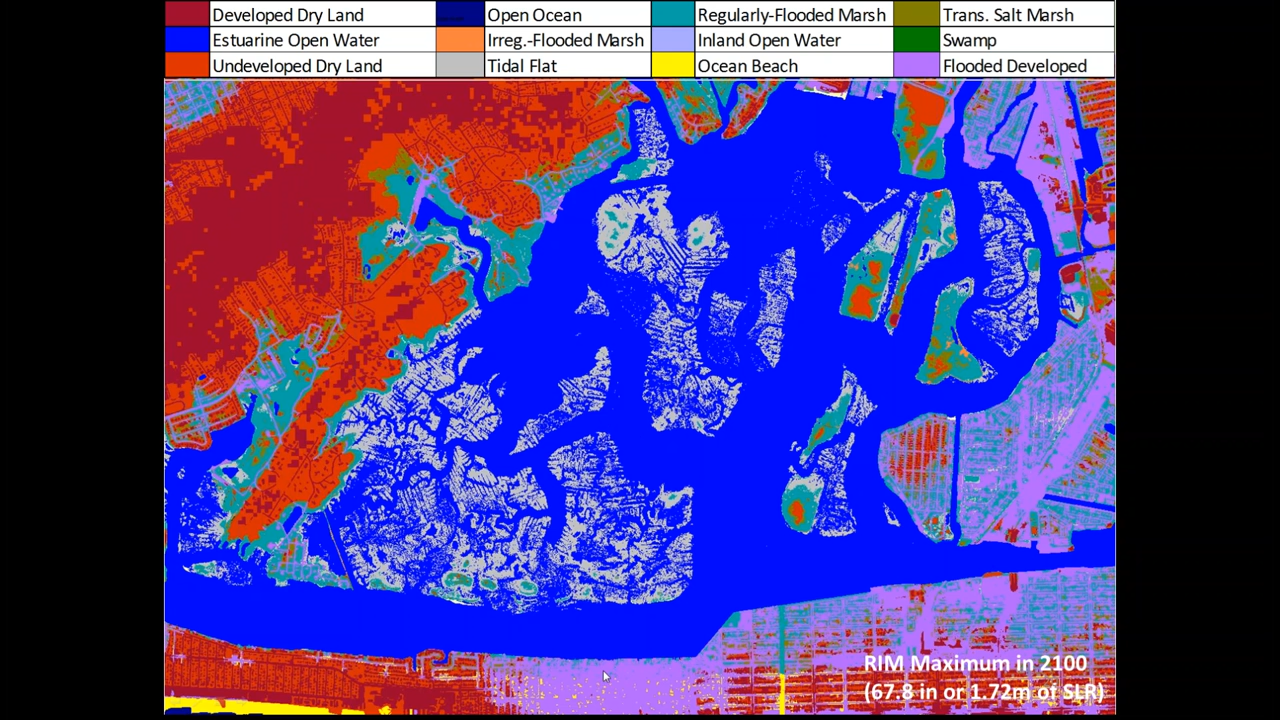 Developed Dry Land Open Ocean Regularly-Flooded Marsh Trans. Salt Marsh
Estuarine Open Water Irreg.-Flooded Marsh Inland Open Water Swamp
Undeveloped Dry Land Tidal Flat Ocean Beach Flooded Developed
RIM Maximum in 2100
(67.8 in or 1.72m of SLR)